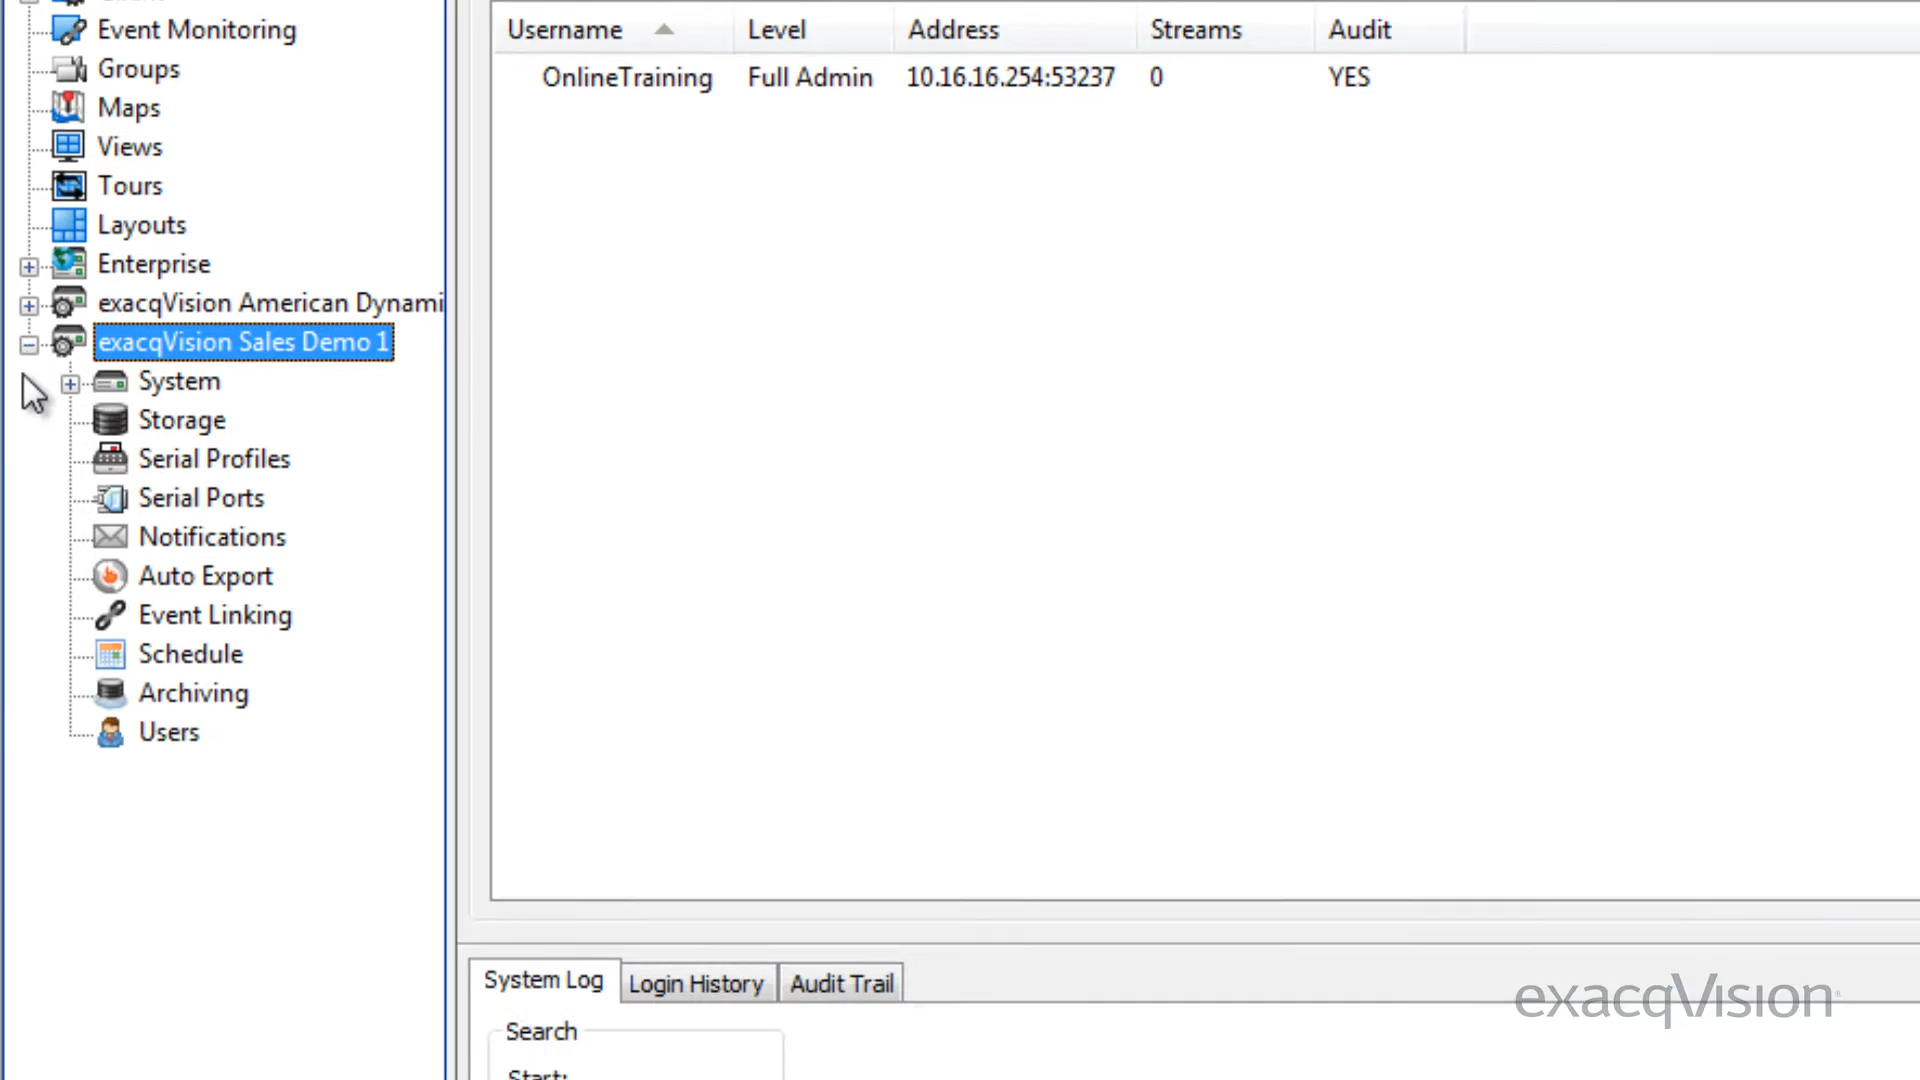 Event Monitoring
Groups
Maps
Views
Tours
Layouts
Enterprise
exacqVision American Dynami
exacqVision Sales Demo 1
System
Storage
Serial Profiles
Serial Ports
Notifications
Auto Export
Event Linking
Schedule
Archiving
Users
Username Level Address Streams Audit
OnlineTraining Full Admin 10.16.16.254:53237 0 YES
System Log Login History Audit Trail
Search
Start:
exacqVision